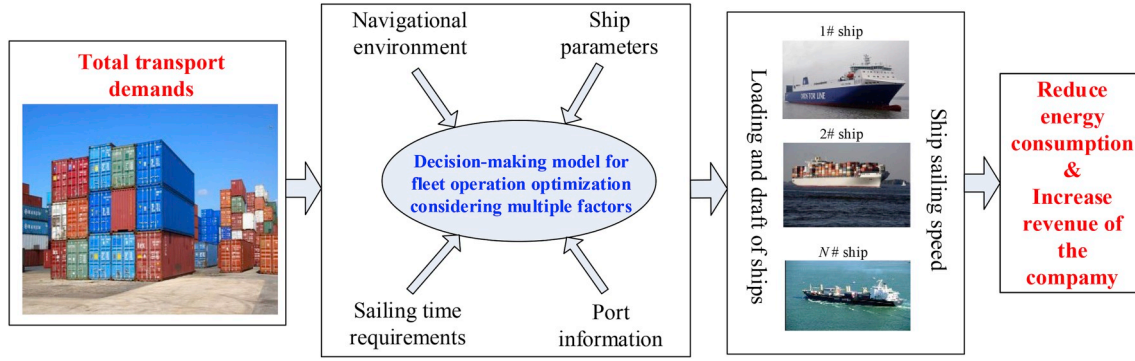 Total transport
demands
Navigational
environment
Ship
parameters
Decision-making model for
fleet operation optimization
considering multiple factors
Sailing time
requirements
Port
information
Loading and draft of ships
1# ship
2# ship
N# ship
Ship sailing speed
Reduce
energy
consumption
&
Increase
revenue of
the
compamy